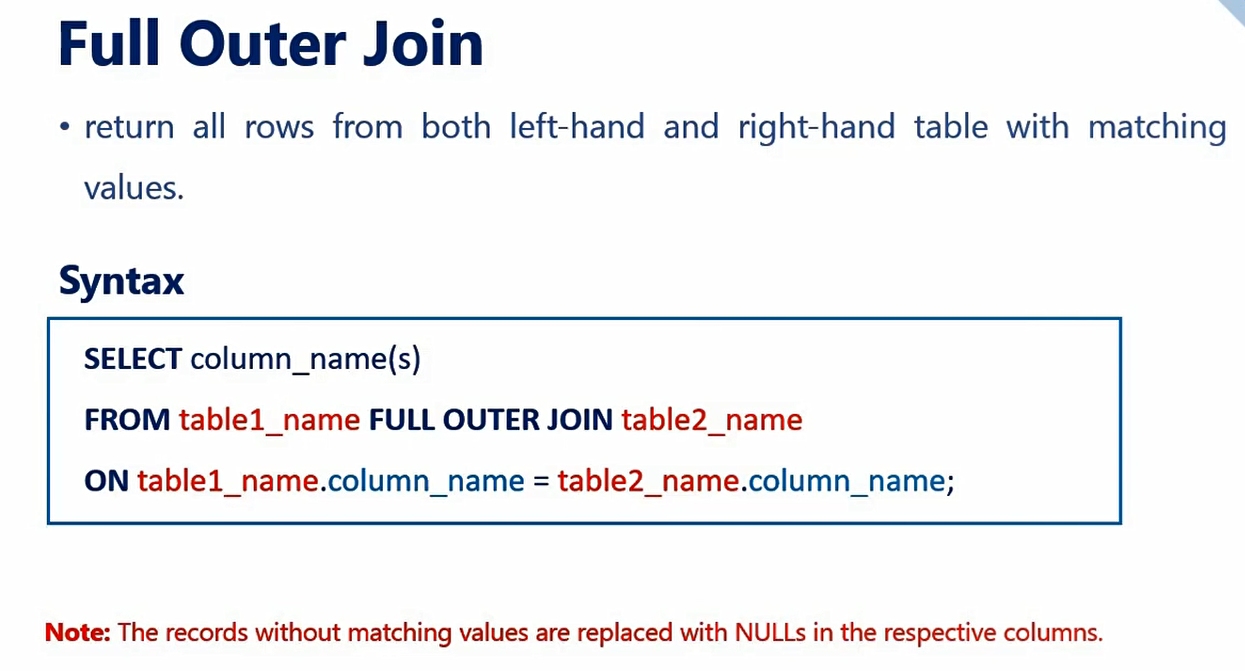 Full Outer Join
• return all rows from both left-hand and right-hand table with matching
values.
Syntax
SELECT column_name(s)
FROM table1_name FULL OUTER JOIN table2_name
ON table1_name.column_name = table2_name.column_name;
Note: The records without matching values are replaced with NULLs in the respective columns.